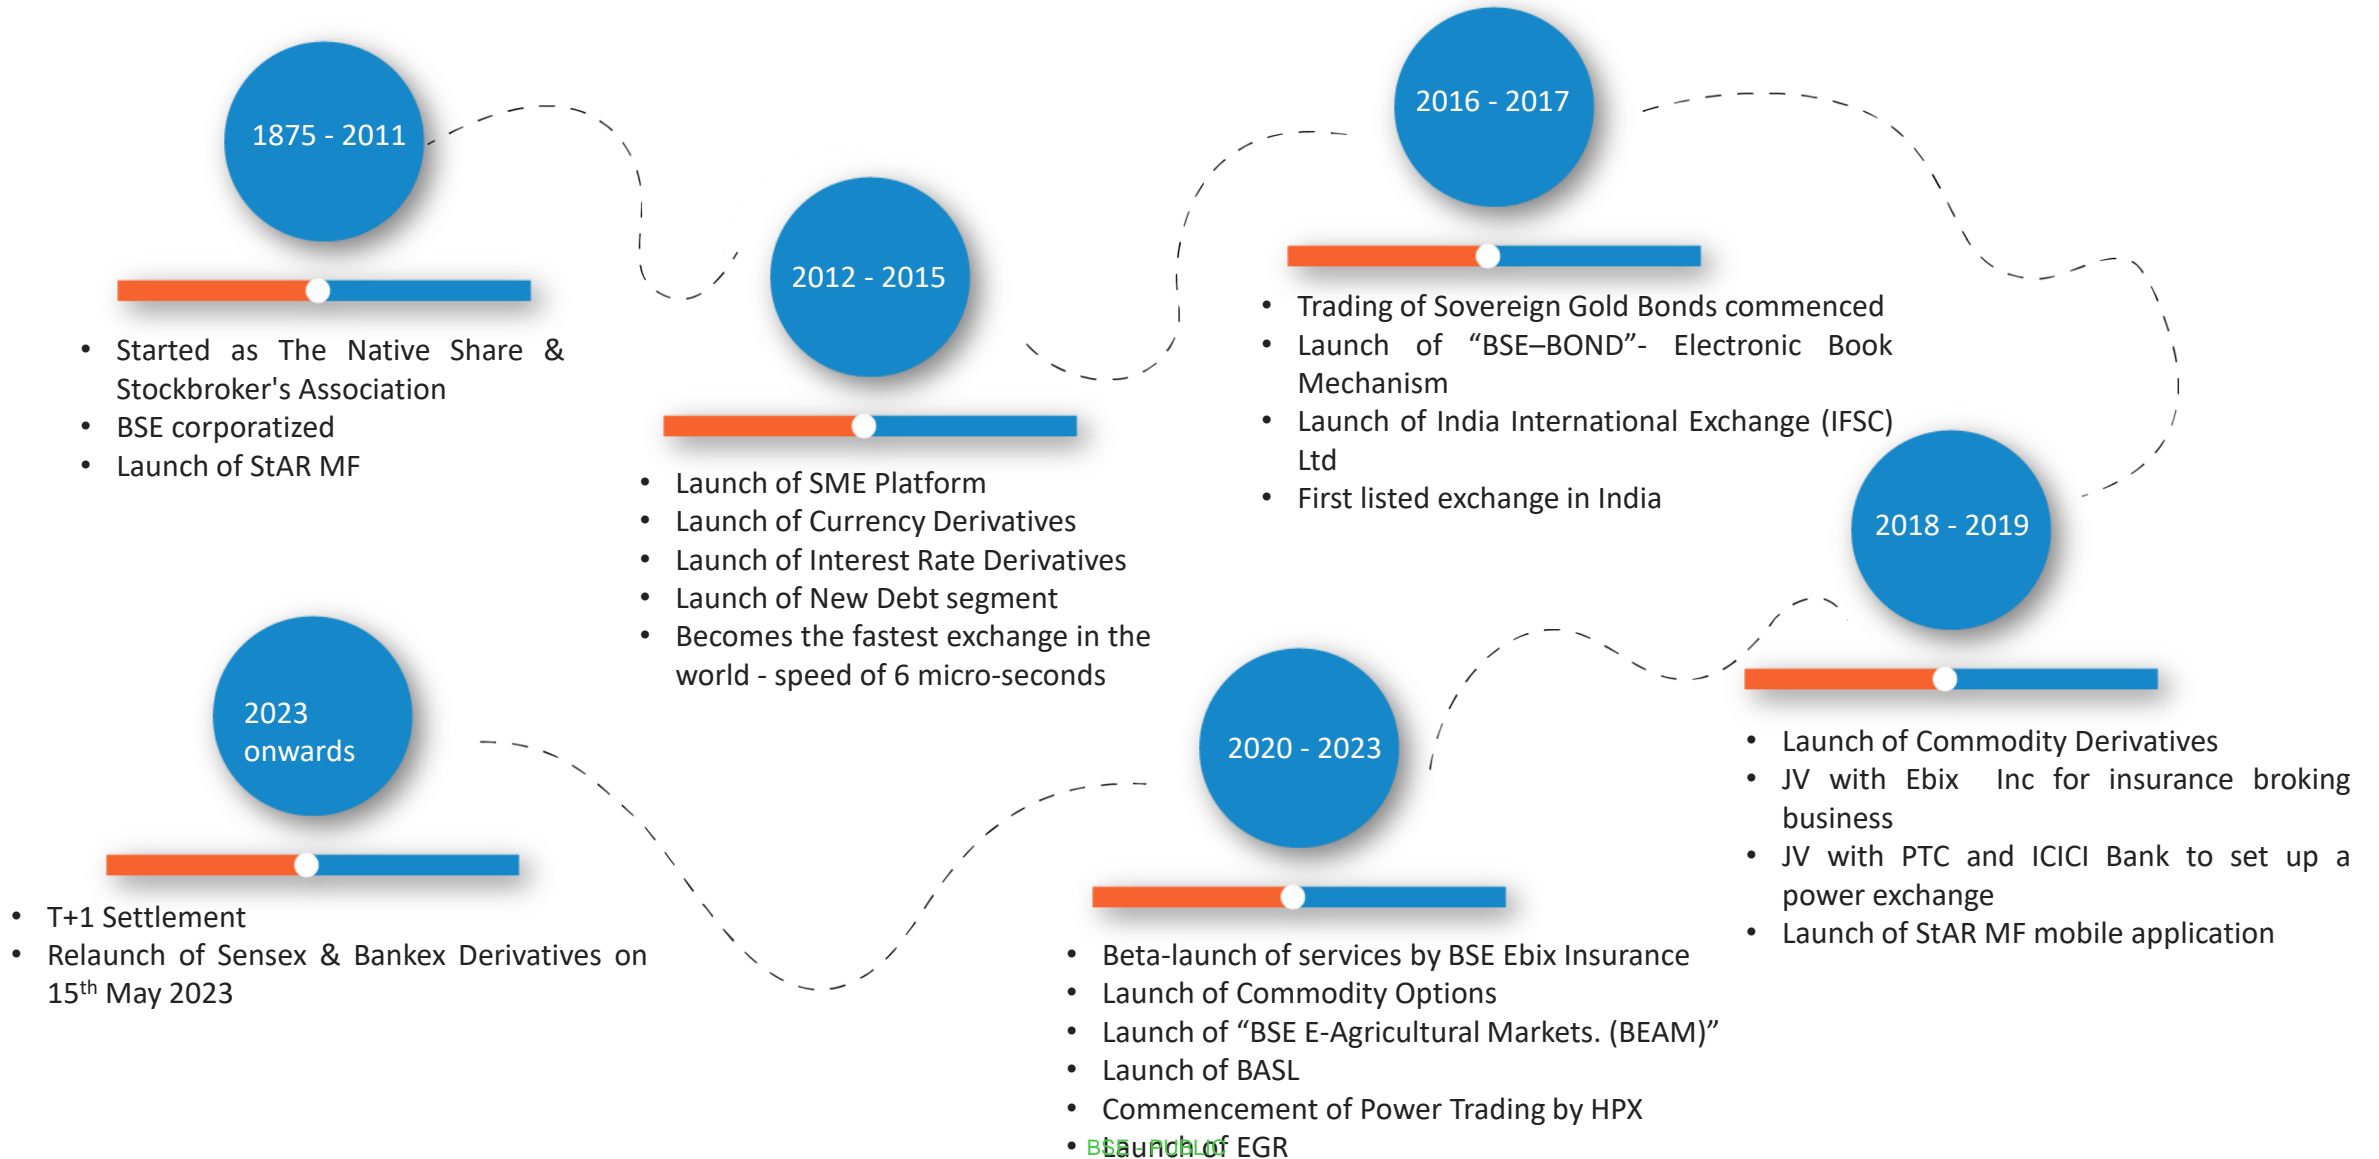 1875 - 2011
• Started as The Native Share &
Stockbroker's Association
• BSE corporatized
• Launch of StAR MF
2012 - 2015
• Launch of SME Platform
• Launch of Currency Derivatives
• Launch of Interest Rate Derivatives
• Launch of New Debt segment
• Becomes the fastest exchange in the
world - speed of 6 micro-seconds
2016 - 2017
• Trading of Sovereign Gold Bonds commenced
• Launch of “BSE–BOND”- Electronic Book
Mechanism
• Launch of India International Exchange (IFSC)
Ltd
• First listed exchange in India
2018 - 2019
• Launch of Commodity Derivatives
• JV with Ebix Inc for insurance broking
business
• JV with PTC and ICICI Bank to set up a
power exchange
• Launch of StAR MF mobile application
2020 - 2023
• Beta-launch of services by BSE Ebix Insurance
• Launch of Commodity Options
• Launch of “BSE E-Agricultural Markets. (BEAM)”
• Launch of BASL
• Commencement of Power Trading by HPX
• Launch of EGR
BSE - PUBLIC
2023
onwards
• T+1 Settlement
• Relaunch of Sensex & Bankex Derivatives on
15th May 2023